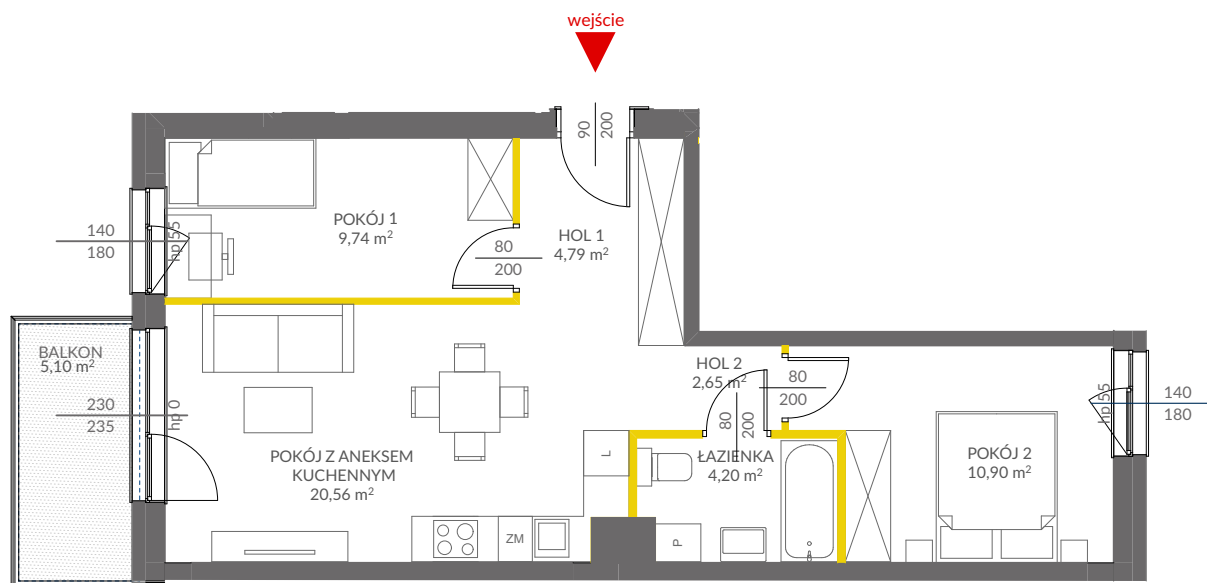 wejście
90
200
POKÓJ 1
9,74 m²
HOL 1
4,79 m²
80
200
140
180
hp 55
BALKON
5,10 m²
230
235
hp 0
HOL 2
2,65 m²
80
200
80
200
140
180
hp 55
POKÓJ Z ANEKSEM
KUCHENNYM
20,56 m²
L
ŁAZIENKA
4,20 m²
POKÓJ 2
10,90 m²
ZM
P